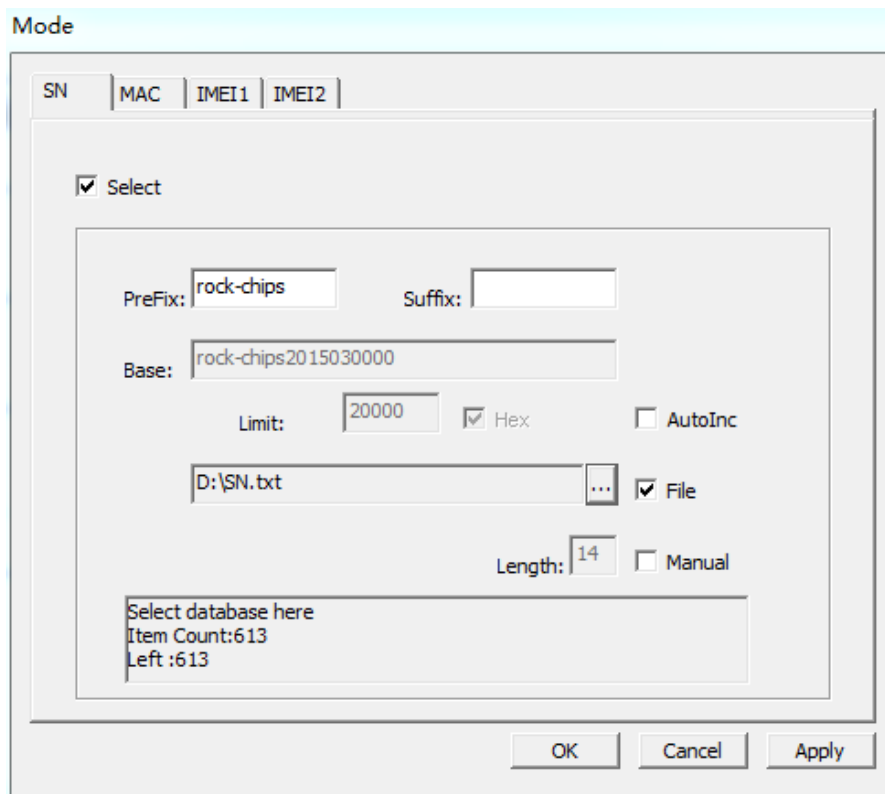 Mode
SN MAC IMEI1 IMEI2
Select
PreFix: rock-chips Suffix:
Base: rock-chips2015030000
Limit: 20000 Hex AutoInc
D:\SN.txt ... File
Length: 14 Manual
Select database here
Item Count:613
Left :613
OK Cancel Apply